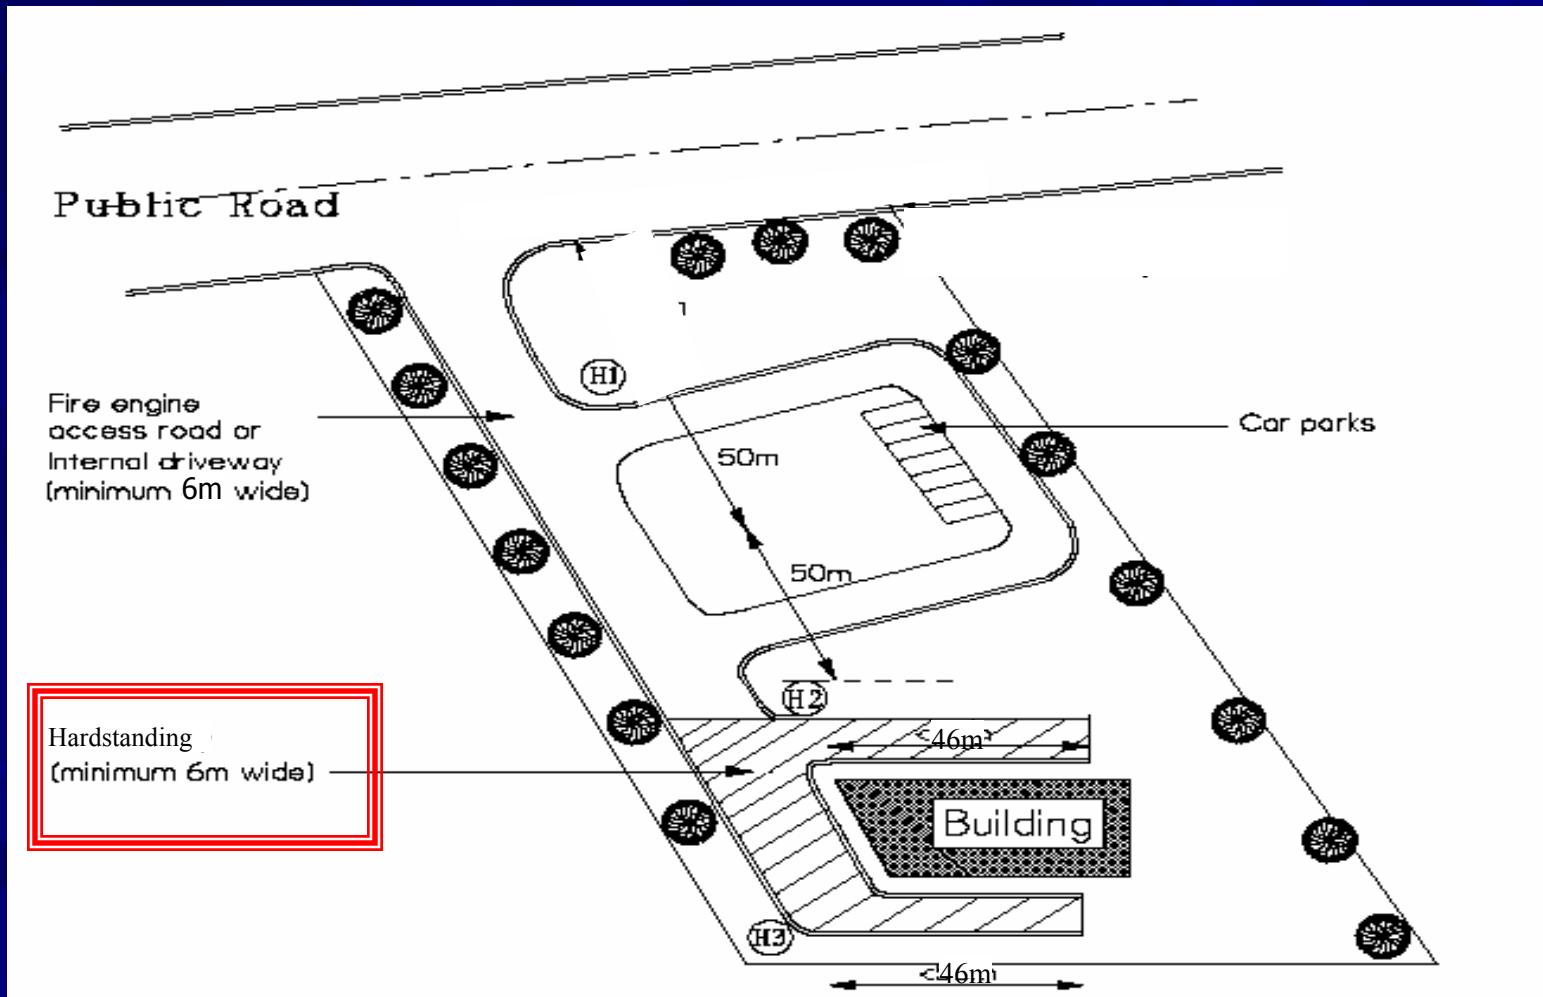 Public Road
1
H1
Fire engine
access road or
Internal driveway
(minimum 6m wide)
Car parks
50m
50m
H2
Hardstanding
(minimum 6m wide)
<46m
Building
H3
<46m